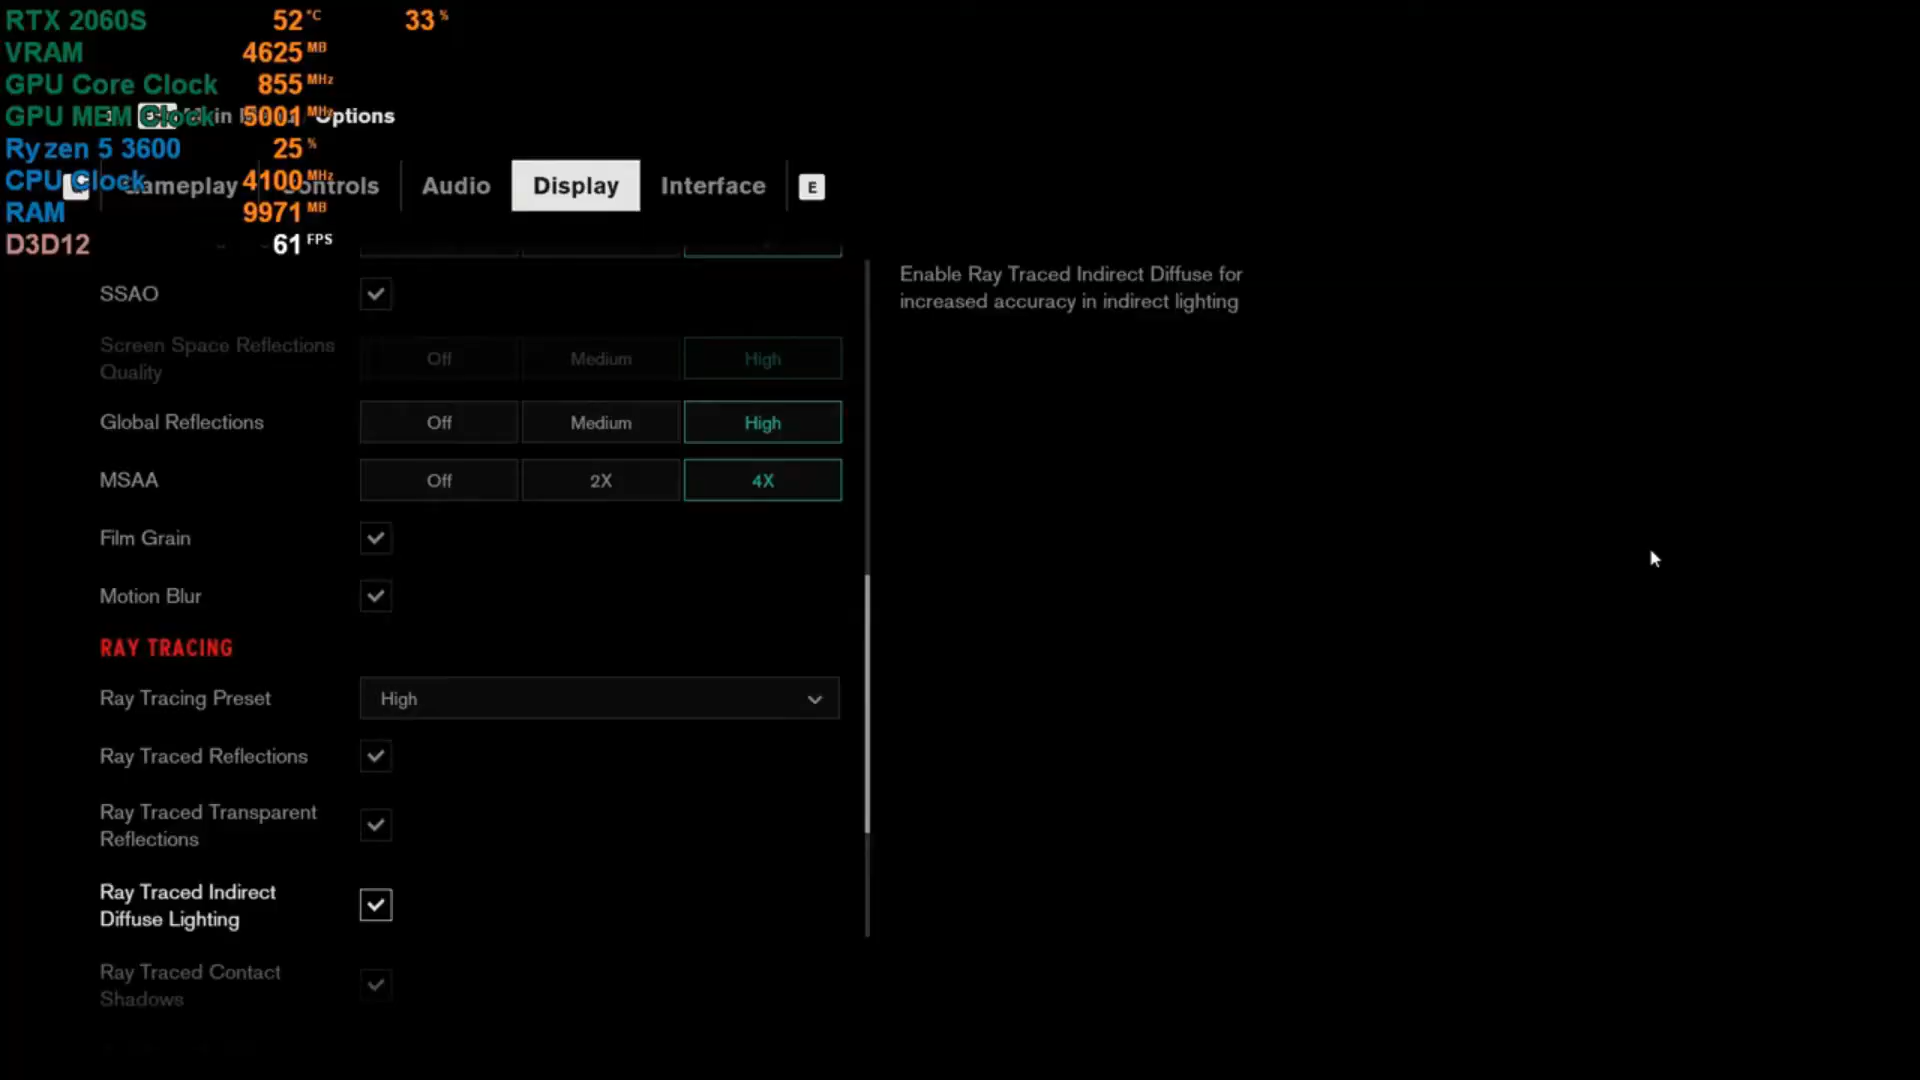 RTX 2060S 52 °C 33 %
VRAM 4625 MB
GPU Core Clock 855 MHz
GPU MEM Clock 5001 MHz
Options
Ryzen 5 3600 25 %
CPU Clock 4100 MHz
Gameplay Controls Audio Display Interface E
RAM 9971 MB
D3D12 61 FPS
SSAO
Enable Ray Traced Indirect Diffuse for
increased accuracy in indirect lighting
Screen Space Reflections
Quality
Off Medium High
Global Reflections Off Medium High
MSAA Off 2X 4X
Film Grain
Motion Blur
RAY TRACING
Ray Tracing Preset High
Ray Traced Reflections
Ray Traced Transparent
Reflections
Ray Traced Indirect
Diffuse Lighting
Ray Traced Contact
Shadows